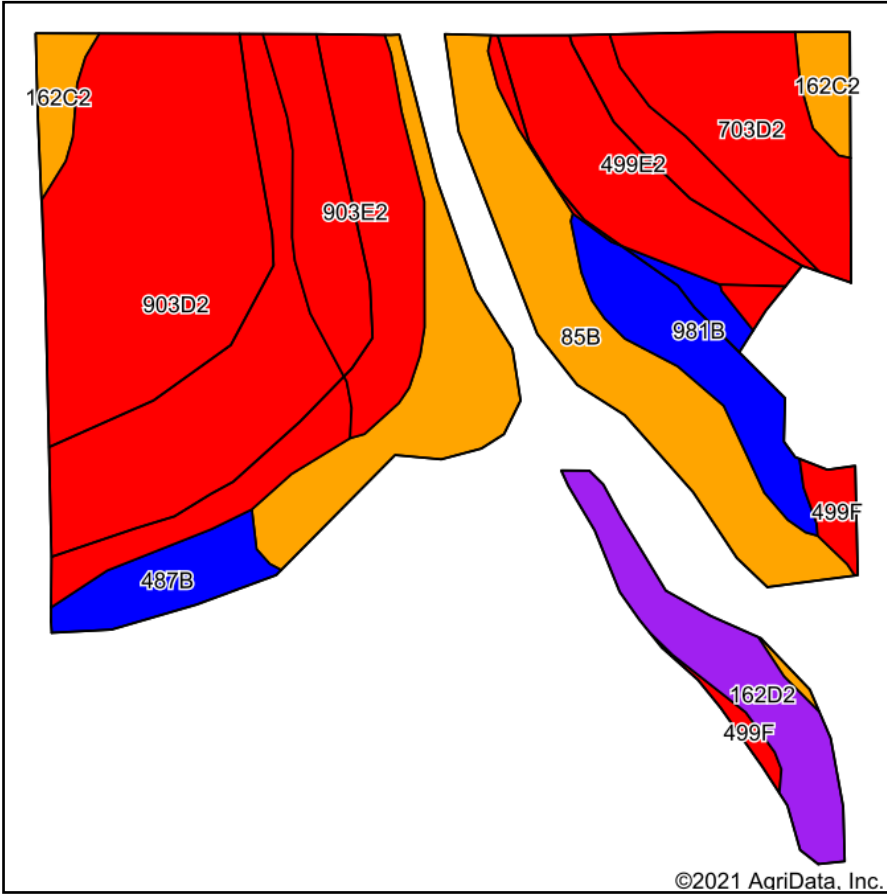 162C2
162C2
703D2
499E2
903E2
903D2
981B
85B
499F
487B
162D2
499F
©2021 AgriData, Inc.